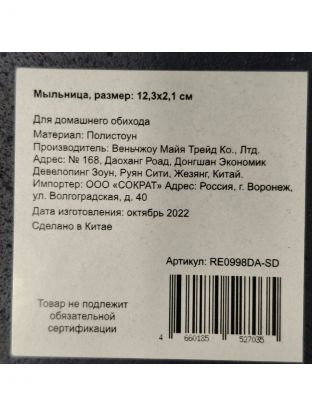 Мыльница, размер: 12,3х2,1 см
Для домашнего обихода
Материал: Полистоун
Производитель: Веньчжоу Майя Трейд Ко., Лтд.
Адрес: № 168, Даоханг Роад, Донгшан Экономик
Девелопинг Зоун, Руян Сити, Жезянг, Китай.
Импортер: ООО «СОКРАТ» Адрес: Россия, г. Воронеж,
ул. Волгоградская, д. 40
Дата изготовления: октябрь 2022
Сделано в Китае
Артикул: RE0998DA-SD
Товар не подлежит
обязательной
сертификации
4 660185 527035